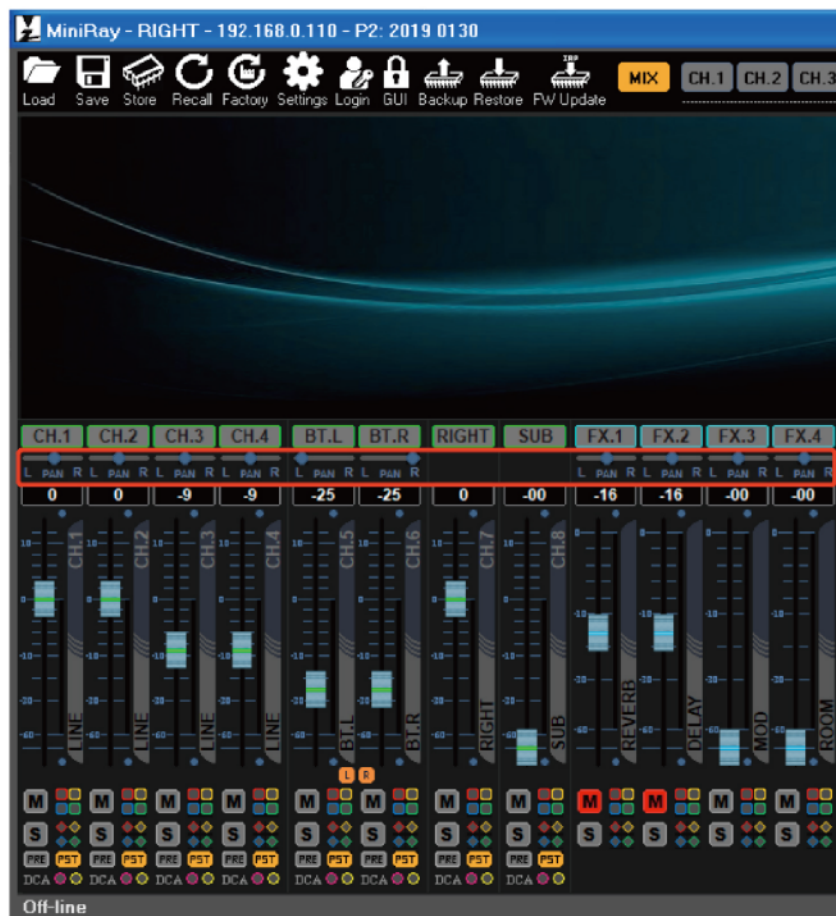 MiniRay - RIGHT - 192.168.0.110 - P2: 2019 0130
Load Save Store Recall Factory Settings Login GUI Backup Restore FW Update MIX CH.1 CH.2 CH.3
CH.1 CH.2 CH.3 CH.4 BT.L BT.R RIGHT SUB FX.1 FX.2 FX.3 FX.4
L PAN R L PAN R L PAN R L PAN R L PAN R L PAN R L PAN R L PAN R L PAN R L PAN R
0 0 -9 -9 -25 -25 0 -00 -16 -16 -00 -00
CH.1 CH.2 CH.3 CH.4 CH.5 CH.6 CH.7 CH.8
LINE LINE LINE LINE BT.L BT.R RIGHT SUB REVERB DELAY MOD ROOM
L R
M M M M M M M M M M M M
S S S S S S S S S S S S
PRE PST PRE PST PRE PST PRE PST PRE PST PRE PST PRE PST PRE PST
DCA DCA DCA DCA DCA DCA DCA DCA
Off-line